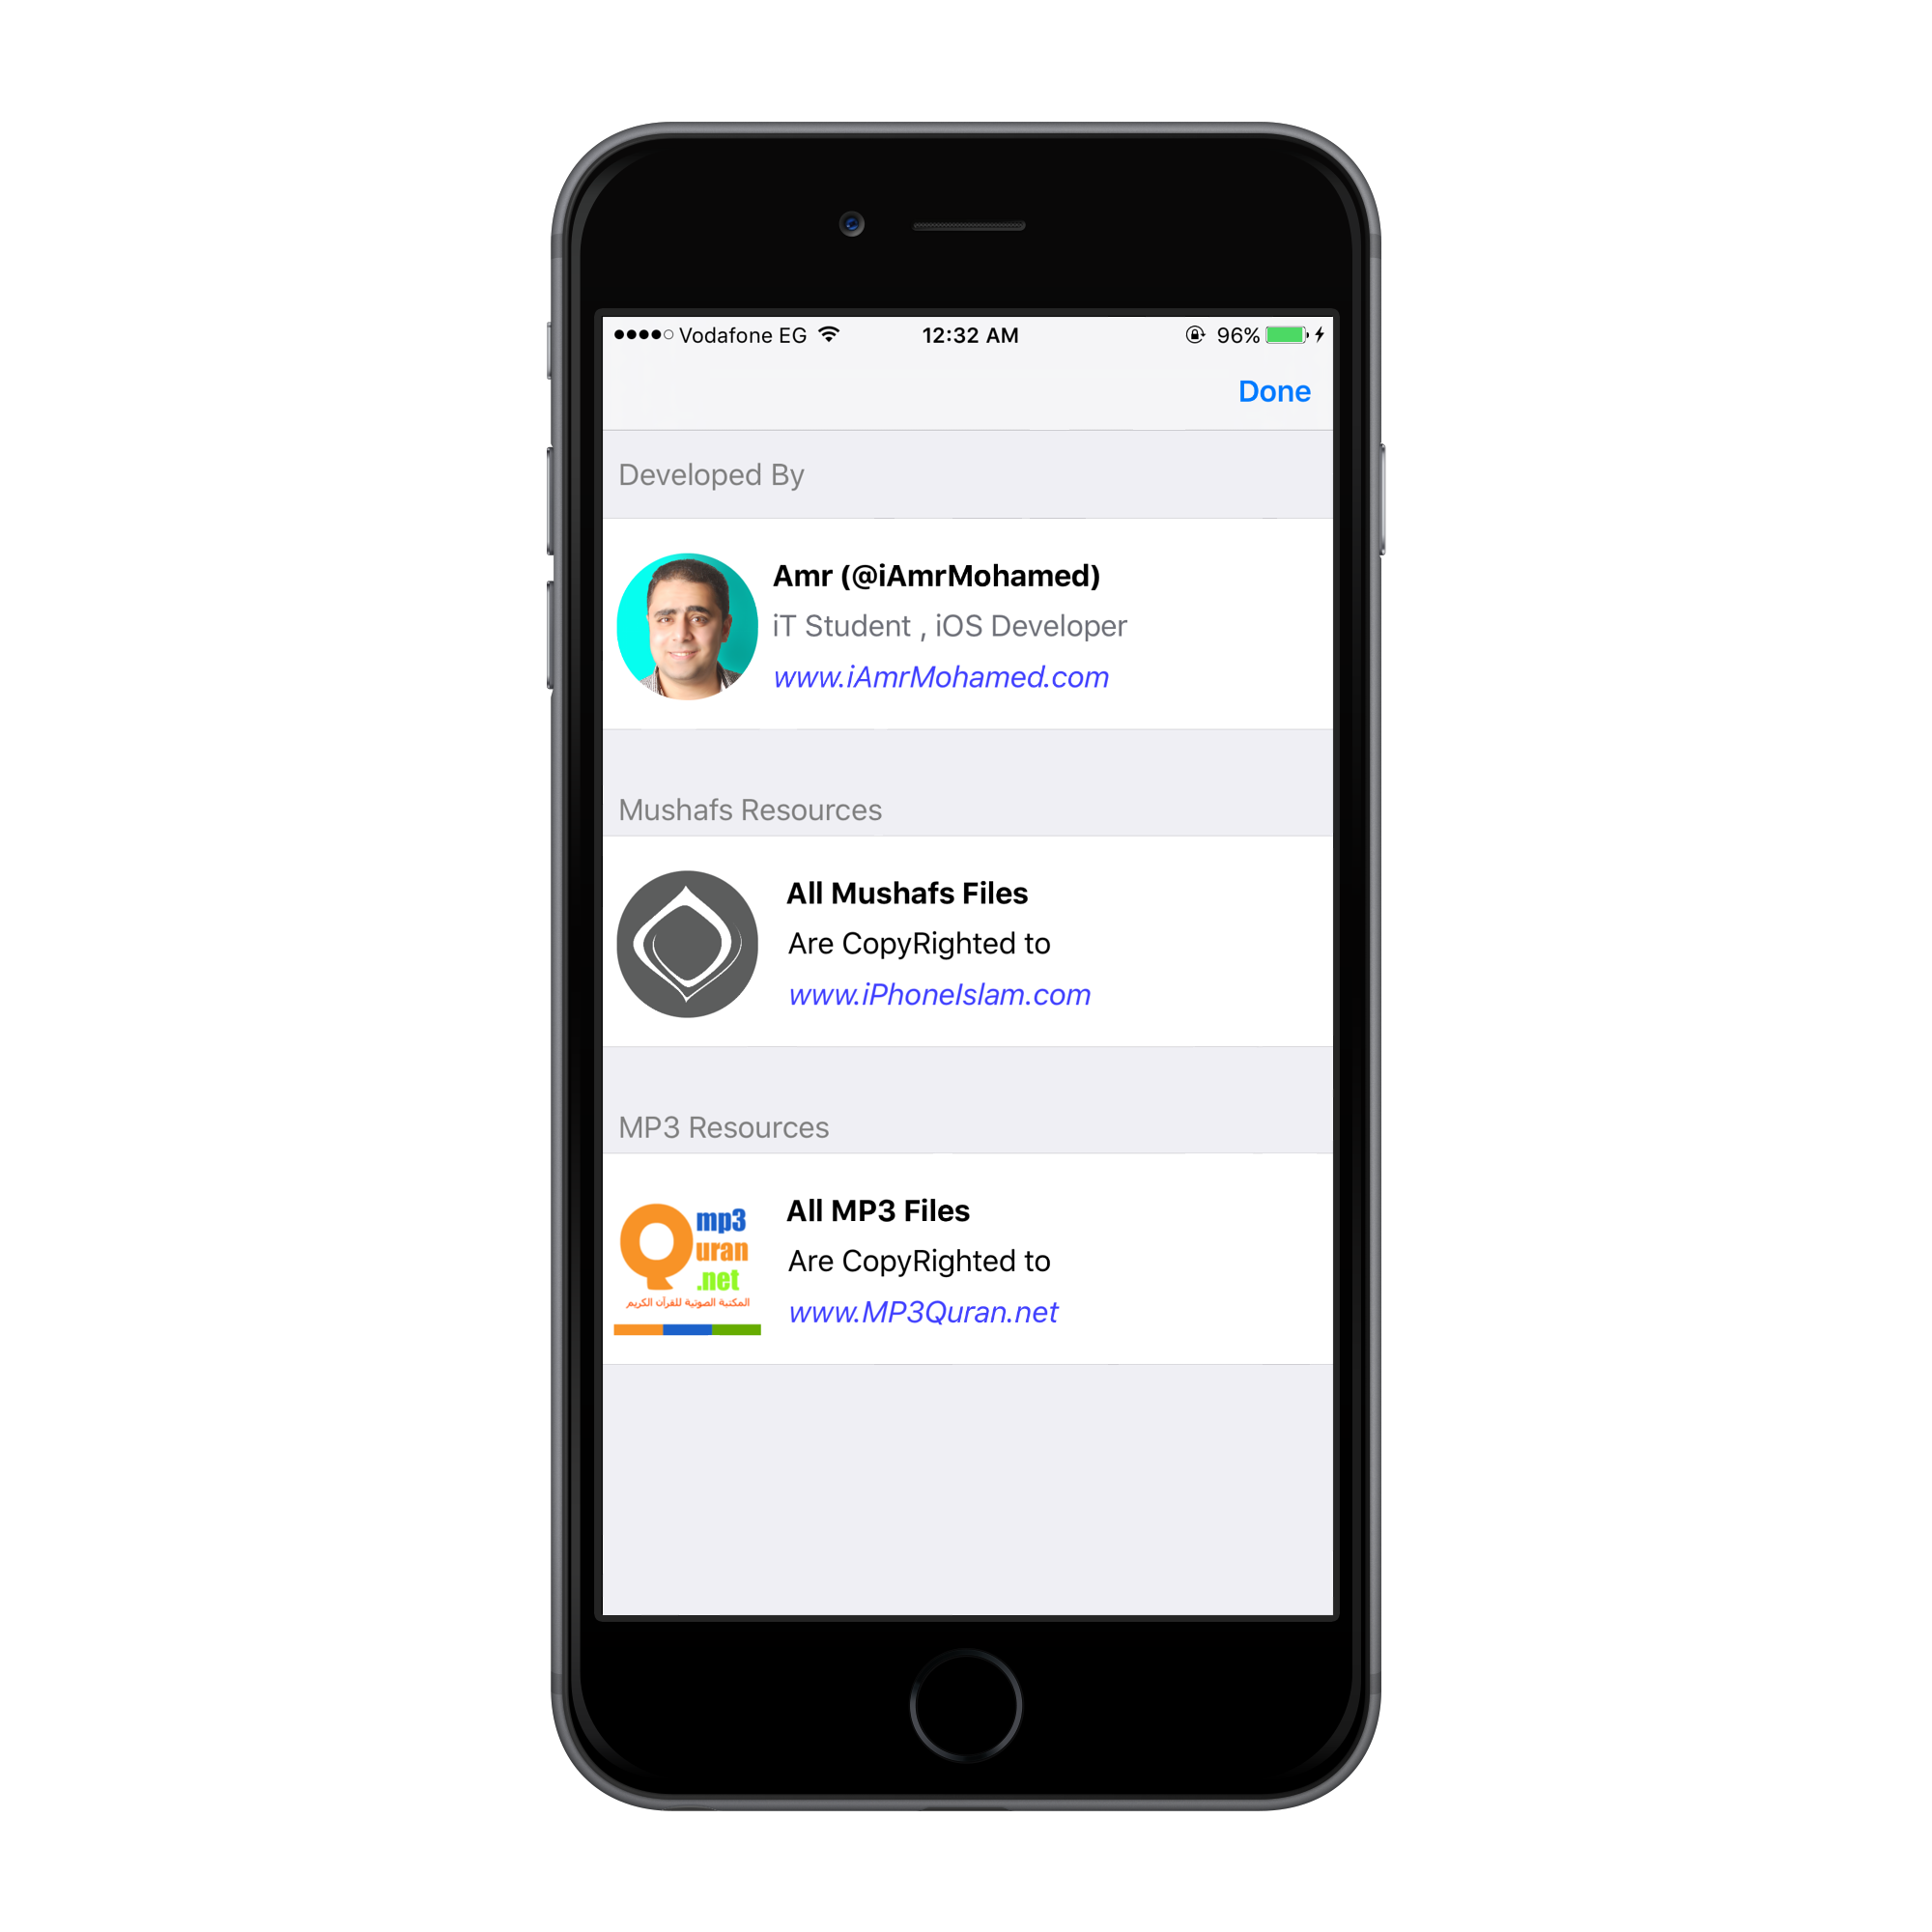 Vodafone EG 12:32 AM 96%
Done
Developed By
Amr (@iAmrMohamed)
iT Student , iOS Developer
www.iAmrMohamed.com
Mushafs Resources
All Mushafs Files
Are CopyRighted to
www.iPhoneIslam.com
MP3 Resources
mp3
Quran
.net
المكتبة الصوتية للقرآن الكريم
All MP3 Files
Are CopyRighted to
www.MP3Quran.net